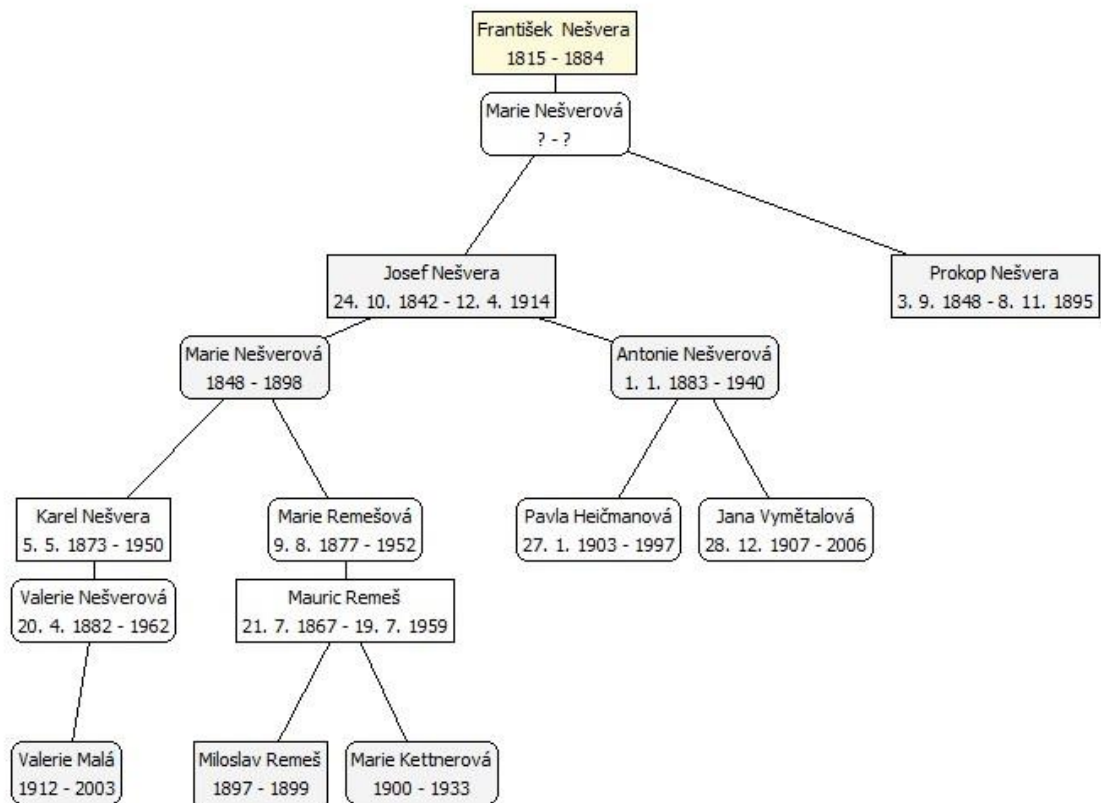 František Nešvera
1815 - 1884
Marie Nešverová
? - ?
Josef Nešvera
24. 10. 1842 - 12. 4. 1914
Prokop Nešvera
3. 9. 1848 - 8. 11. 1895
Marie Nešverová
1848 - 1898
Antonie Nešverová
1. 1. 1883 - 1940
Karel Nešvera
5. 5. 1873 - 1950
Marie Remešová
9. 8. 1877 - 1952
Pavla Heičmanová
27. 1. 1903 - 1997
Jana Vymětalová
28. 12. 1907 - 2006
Valerie Nešverová
20. 4. 1882 - 1962
Mauric Remeš
21. 7. 1867 - 19. 7. 1959
Valerie Malá
1912 - 2003
Miloslav Remeš
1897 - 1899
Marie Kettnerová
1900 - 1933